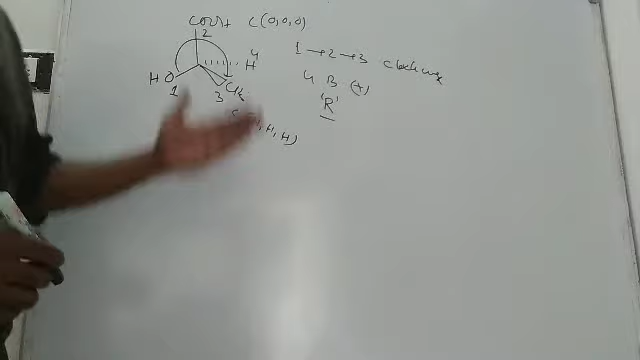 COOH C(O,O,O)
2
4
H
1 → 2 → 3 clockwise
HO
1
CH3
3
4 B (+)
'R'
H, H)